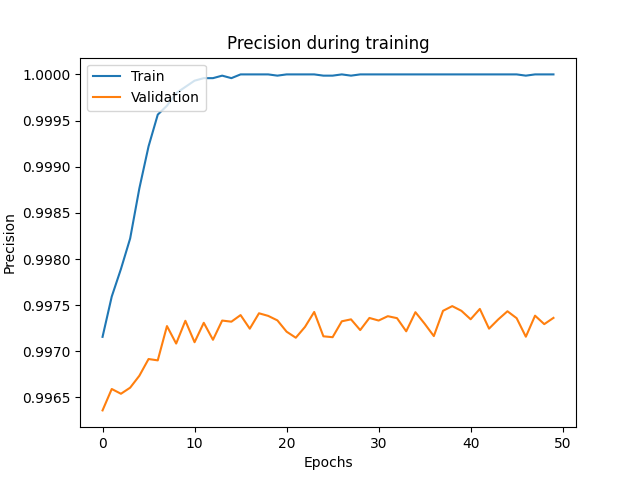 Precision during training
1.0000
0.9995
0.9990
0.9985
0.9980
0.9975
0.9970
0.9965
Precision
Train
Validation
0 10 20 30 40 50
Epochs